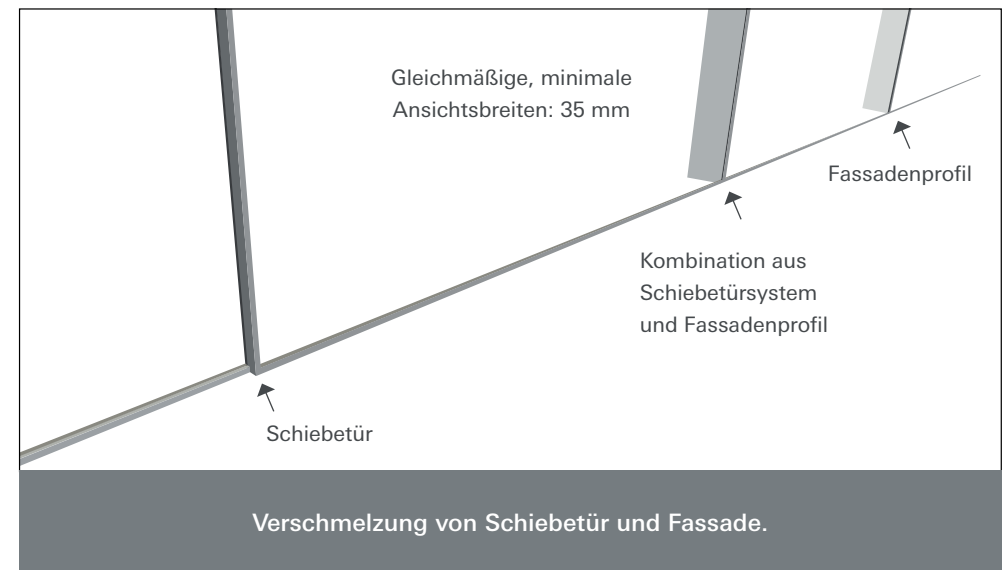 Gleichmäßige, minimale
Ansichtsbreiten: 35 mm
Fassadenprofil
Kombination aus
Schiebetürsystem
und Fassadenprofil
Schiebetür
Verschmelzung von Schiebetür und Fassade.